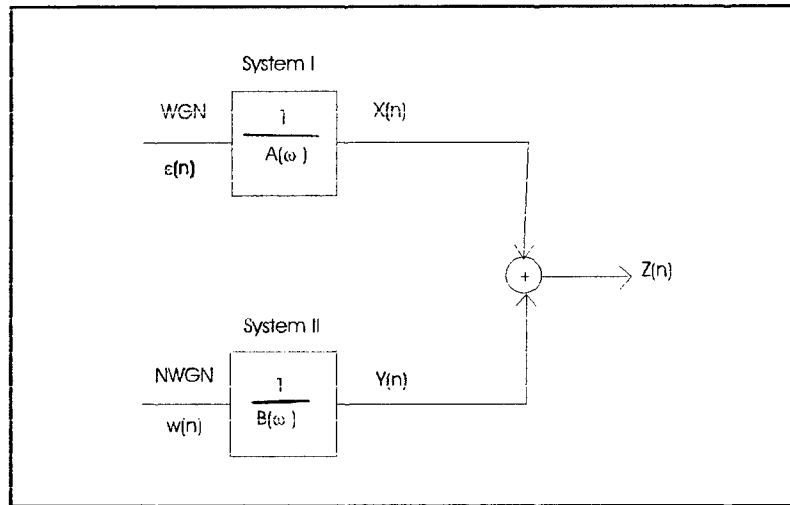 System I
WGN
ε(n)
1
A(ω)
X(n)
+
Z(n)
System II
NWGN
w(n)
1
B(ω)
Y(n)